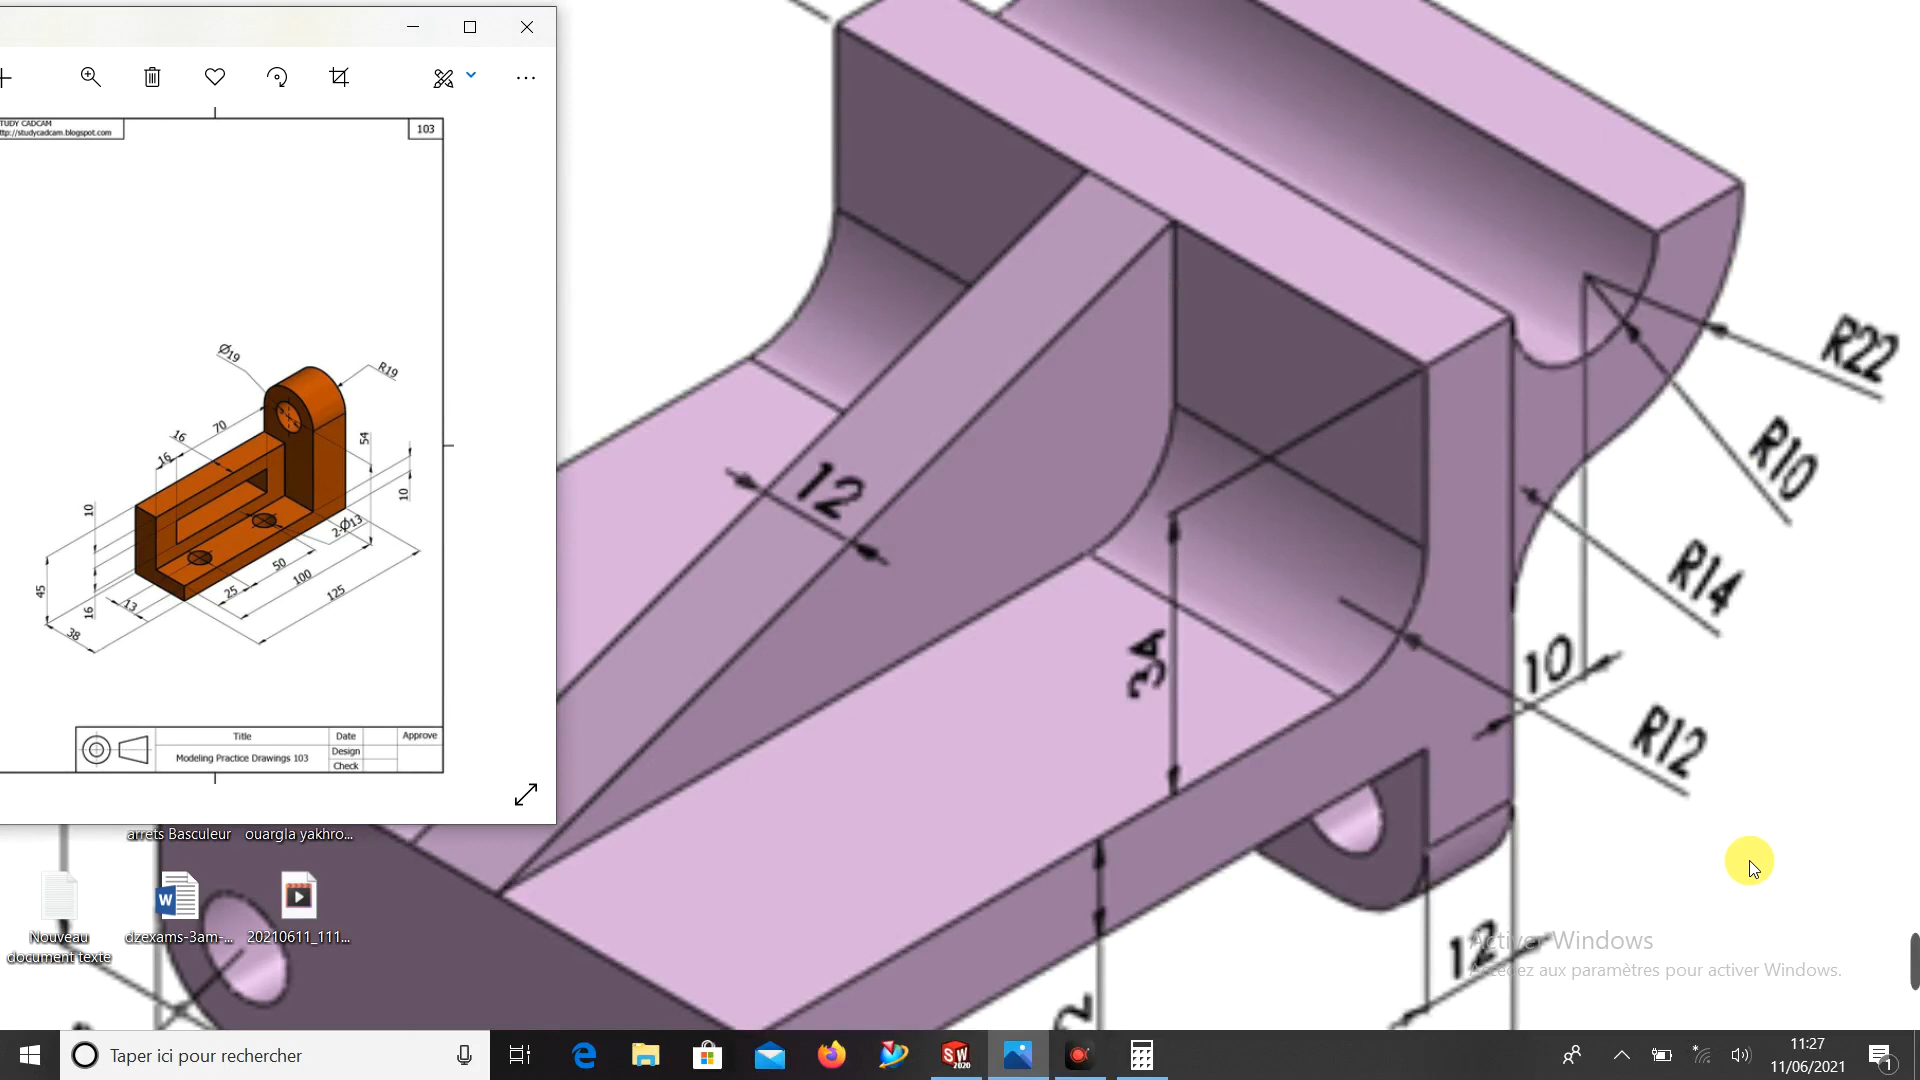 TUDY CADCAM
ttp://studycadcam.blogspot.com
103
Ø19
R19
70
16
16
54
10
10
2-Ø13
50
100
25
125
45
16
13
38
Title
Date
Approve
Modeling Practice Drawings 103
Design
Check
R22
R10
R14
12
34
10
R12
12
arrets Basculeur
ouargla yakhro...
Nouveau document texte
dzexams-3am-...
20210611_111...
Activer Windows
Accédez aux paramètres pour activer Windows.
Taper ici pour rechercher
SW
2020
11:27
11/06/2021
1